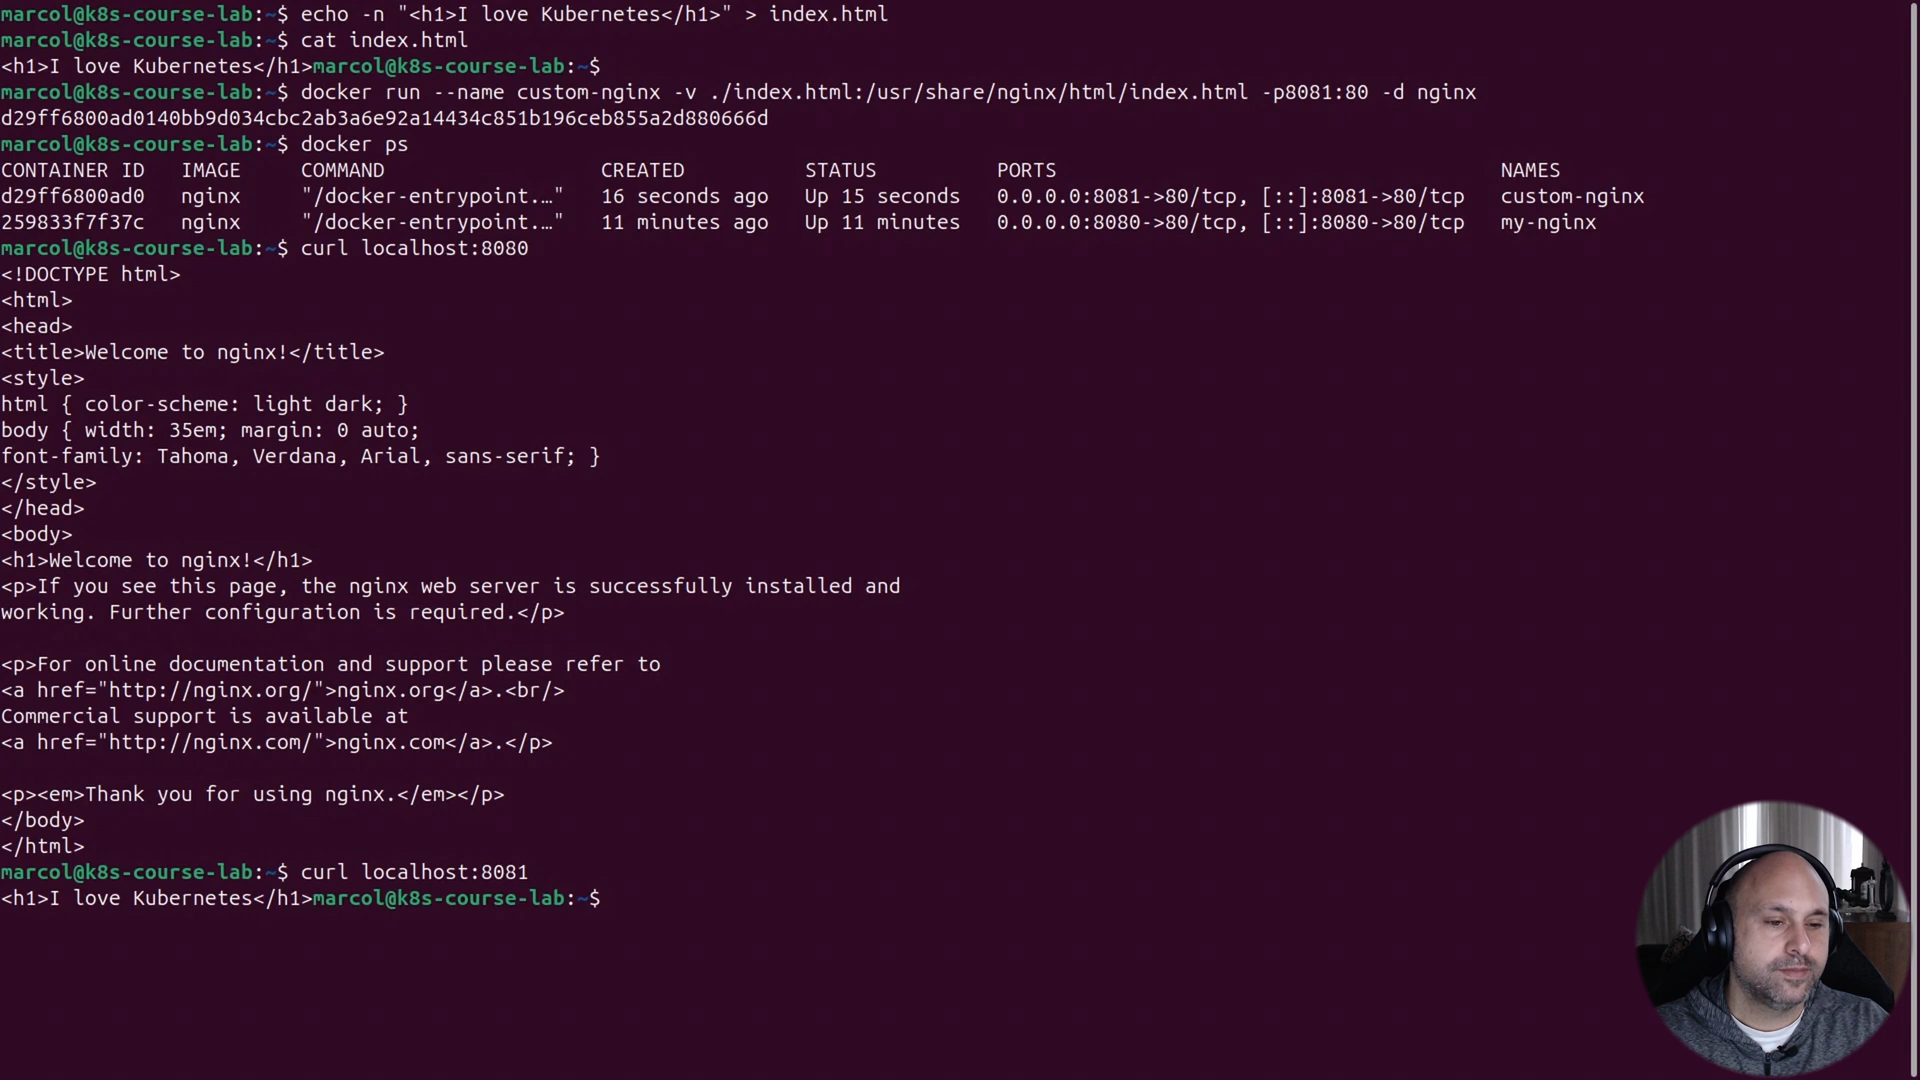 marcol@k8s-course-lab:~$ echo -n "<h1>I love Kubernetes</h1>" > index.html
marcol@k8s-course-lab:~$ cat index.html
<h1>I love Kubernetes</h1>marcol@k8s-course-lab:~$
marcol@k8s-course-lab:~$ docker run --name custom-nginx -v ./index.html:/usr/share/nginx/html/index.html -p8081:80 -d nginx
d29ff6800ad0140bb9d034cbc2ab3a6e92a14434c851b196ceb855a2d880666d
marcol@k8s-course-lab:~$ docker ps
CONTAINER ID   IMAGE     COMMAND                  CREATED          STATUS          PORTS                                     NAMES
d29ff6800ad0   nginx     "/docker-entrypoint.…"   16 seconds ago   Up 15 seconds   0.0.0.0:8081->80/tcp, [::]:8081->80/tcp   custom-nginx
259833f7f37c   nginx     "/docker-entrypoint.…"   11 minutes ago   Up 11 minutes   0.0.0.0:8080->80/tcp, [::]:8080->80/tcp   my-nginx
marcol@k8s-course-lab:~$ curl localhost:8080
<!DOCTYPE html>
<html>
<head>
<title>Welcome to nginx!</title>
<style>
html { color-scheme: light dark; }
body { width: 35em; margin: 0 auto;
font-family: Tahoma, Verdana, Arial, sans-serif; }
</style>
</head>
<body>
<h1>Welcome to nginx!</h1>
<p>If you see this page, the nginx web server is successfully installed and
working. Further configuration is required.</p>

<p>For online documentation and support please refer to
<a href="http://nginx.org/">nginx.org</a>.<br/>
Commercial support is available at
<a href="http://nginx.com/">nginx.com</a>.</p>

<p><em>Thank you for using nginx.</em></p>
</body>
</html>
marcol@k8s-course-lab:~$ curl localhost:8081
<h1>I love Kubernetes</h1>marcol@k8s-course-lab:~$